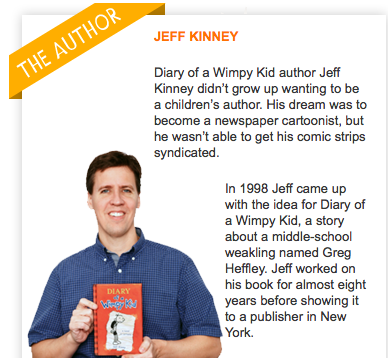 THE AUTHOR
JEFF KINNEY
Diary of a Wimpy Kid author Jeff
Kinney didn't grow up wanting to be
a children's author. His dream was to
become a newspaper cartoonist, but
he wasn't able to get his comic strips
syndicated.
In 1998 Jeff came up
with the idea for Diary of
a Wimpy Kid, a story
about a middle-school
weakling named Greg
Heffley. Jeff worked on
his book for almost eight
years before showing it
to a publisher in New
York.
DIARY
of a
Wimpy Kid